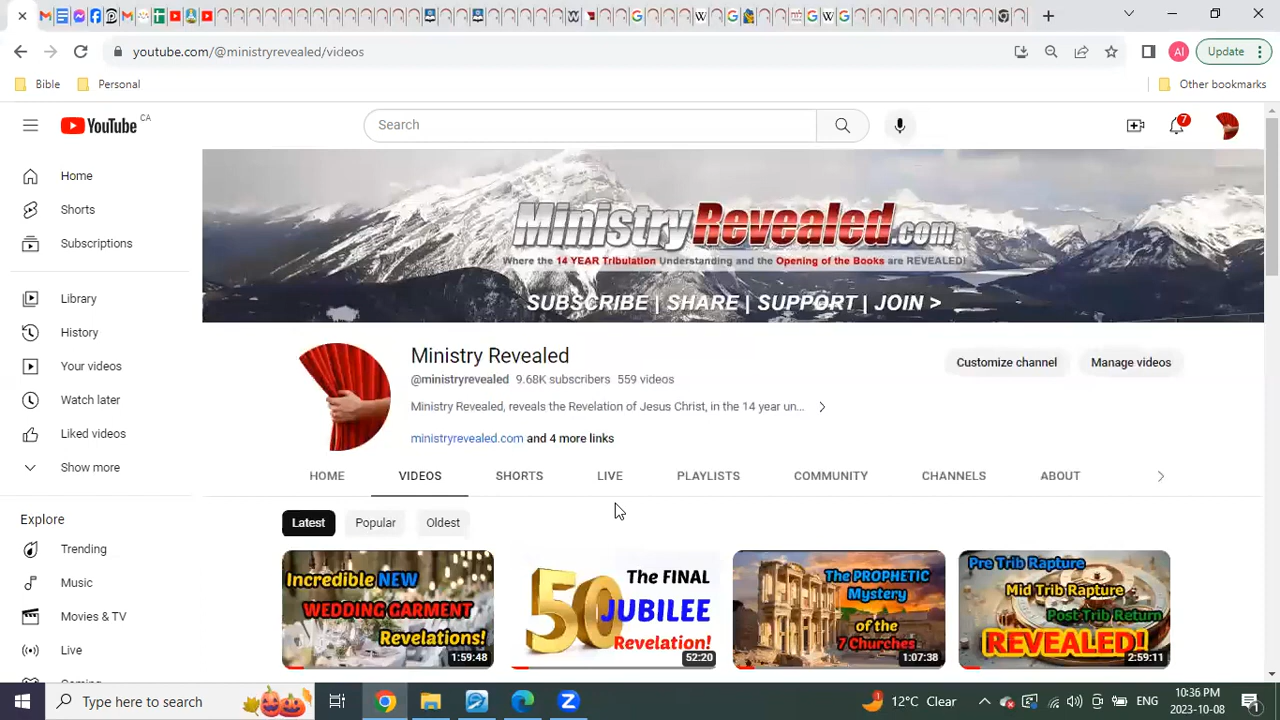 youtube.com/@ministryrevealed/videos
AI
Update
Bible
Personal
Other bookmarks
YouTube CA
Search
7
Home
Shorts
Subscriptions
Library
History
Your videos
Watch later
Liked videos
Show more
Explore
Trending
Music
Movies & TV
Live
MinistryRevealed.com
Where the 14 YEAR Tribulation Understanding and the Opening of the Books are REVEALED!
SUBSCRIBE | SHARE | SUPPORT | JOIN >
Ministry Revealed
@ministryrevealed 9.68K subscribers 559 videos
Ministry Revealed, reveals the Revelation of Jesus Christ, in the 14 year un...
ministryrevealed.com and 4 more links
Customize channel
Manage videos
HOME VIDEOS SHORTS LIVE PLAYLISTS COMMUNITY CHANNELS ABOUT
Latest Popular Oldest
Incredible NEW
WEDDING GARMENT
Revelations!
1:59:48
50
The FINAL
JUBILEE
Revelation!
52:20
The PROPHETIC
Mystery
of the
7 Churches
1:07:38
Pre Trib Rapture
Mid Trib Rapture
Post Trib Return
REVEALED!
2:59:11
Type here to search
1
12°C Clear
ENG
10:36 PM
2023-10-08
1